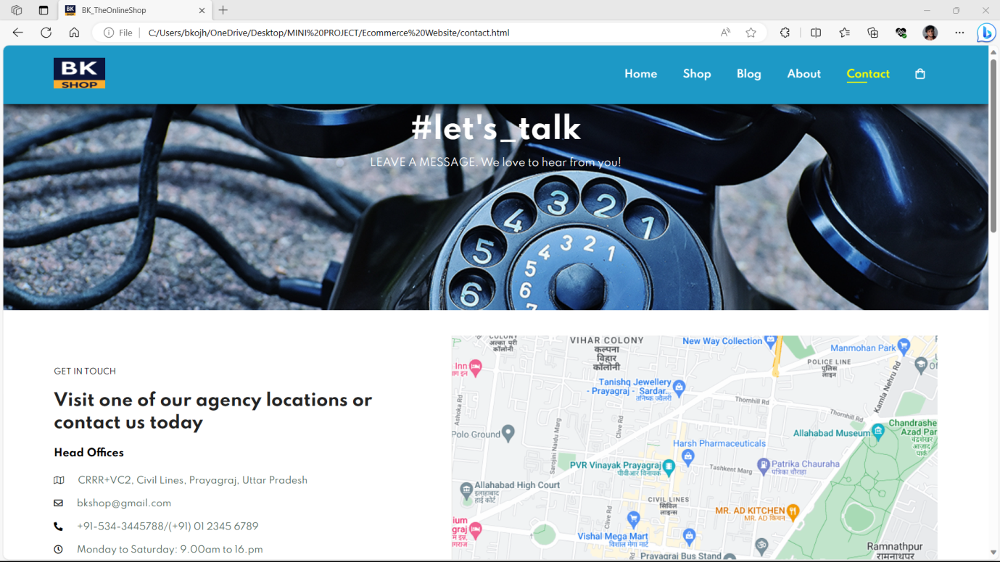 BK_TheOnlineShop
File
C:/Users/bkojh/OneDrive/Desktop/MINI%20PROJECT/Ecommerce%20Website/contact.html
BK
SHOP
Home Shop Blog About Contact
#let's_talk
LEAVE A MESSAGE. We love to hear from you!
3 2
4 1
5
6
3 2
4 1
5
6
7
GET IN TOUCH
Visit one of our agency locations or
contact us today
Head Offices
CRRR+VC2, Civil Lines, Prayagraj, Uttar Pradesh
bkshop@gmail.com
+91-534-3445788/(+91) 01 2345 6789
Monday to Saturday: 9.00am to 16.pm
अल्का पुरी
कॉलोनी
VIHAR COLONY
कल्पना
विहार
कॉलोनी
New Way Collection
Manmohan Park
POLICE LINE
पुलिस
लाइन
Inn
Tanishq Jewellery
- Prayagraj - Sardar...
तनिष्क ज्वैलरी
Kamla Nehru Rd
Ashoka Rd
Thornhill Rd
Thornhill Rd
Polo Ground
Sarojini Naidu Marg
Clive Rd
Allahabad Museum
Chandrashe
Azad Par
चंद्रशेखर
आज़ाद
पार्क
Harsh Pharmaceuticals
PVR Vinayak Prayagraj
पीवीआर विनायक
Tashkent Marg
Patrika Chauraha
पत्रिका चौराहा
Allahabad High Court
इलाहाबाद
हाई कोर्ट
CIVIL LINES
सिविल
लाइन्स
Clive Rd
MR. AD KITCHEN
MR. AD किचन
ium
graj
Vishal Mega Mart
विशाल मेगा मार्ट
Prayagraj Bus Stand
Ramnathpur
रामनाथपुर